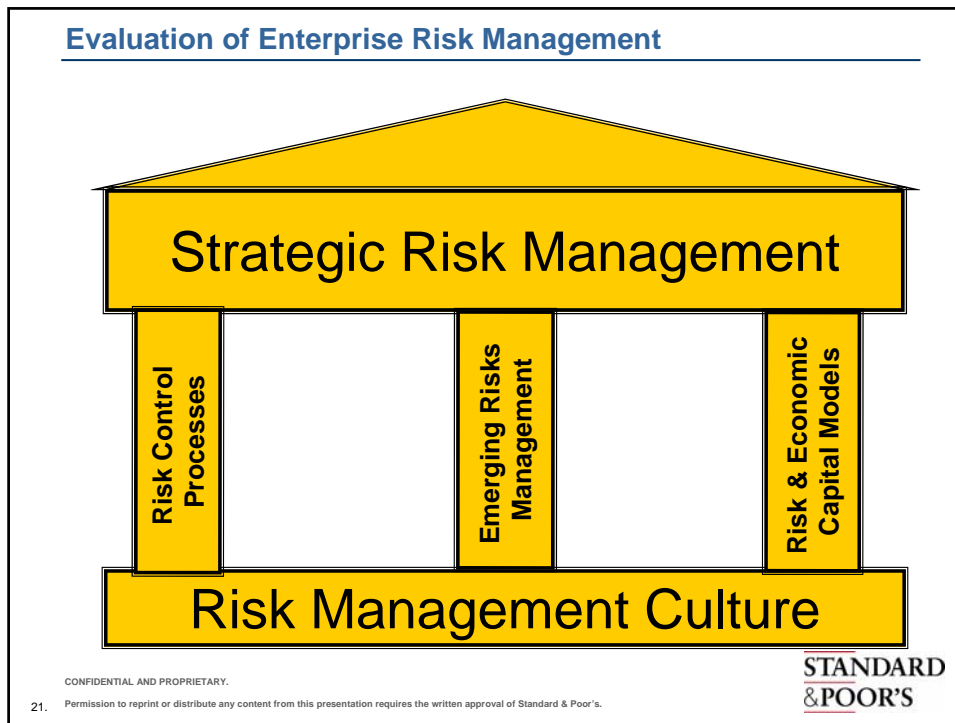 Evaluation of Enterprise Risk Management
Strategic Risk Management
Risk Control
Processes
Emerging Risks
Management
Risk & Economic
Capital Models
Risk Management Culture
CONFIDENTIAL AND PROPRIETARY.
21. Permission to reprint or distribute any content from this presentation requires the written approval of Standard & Poor's.
STANDARD
&POOR'S